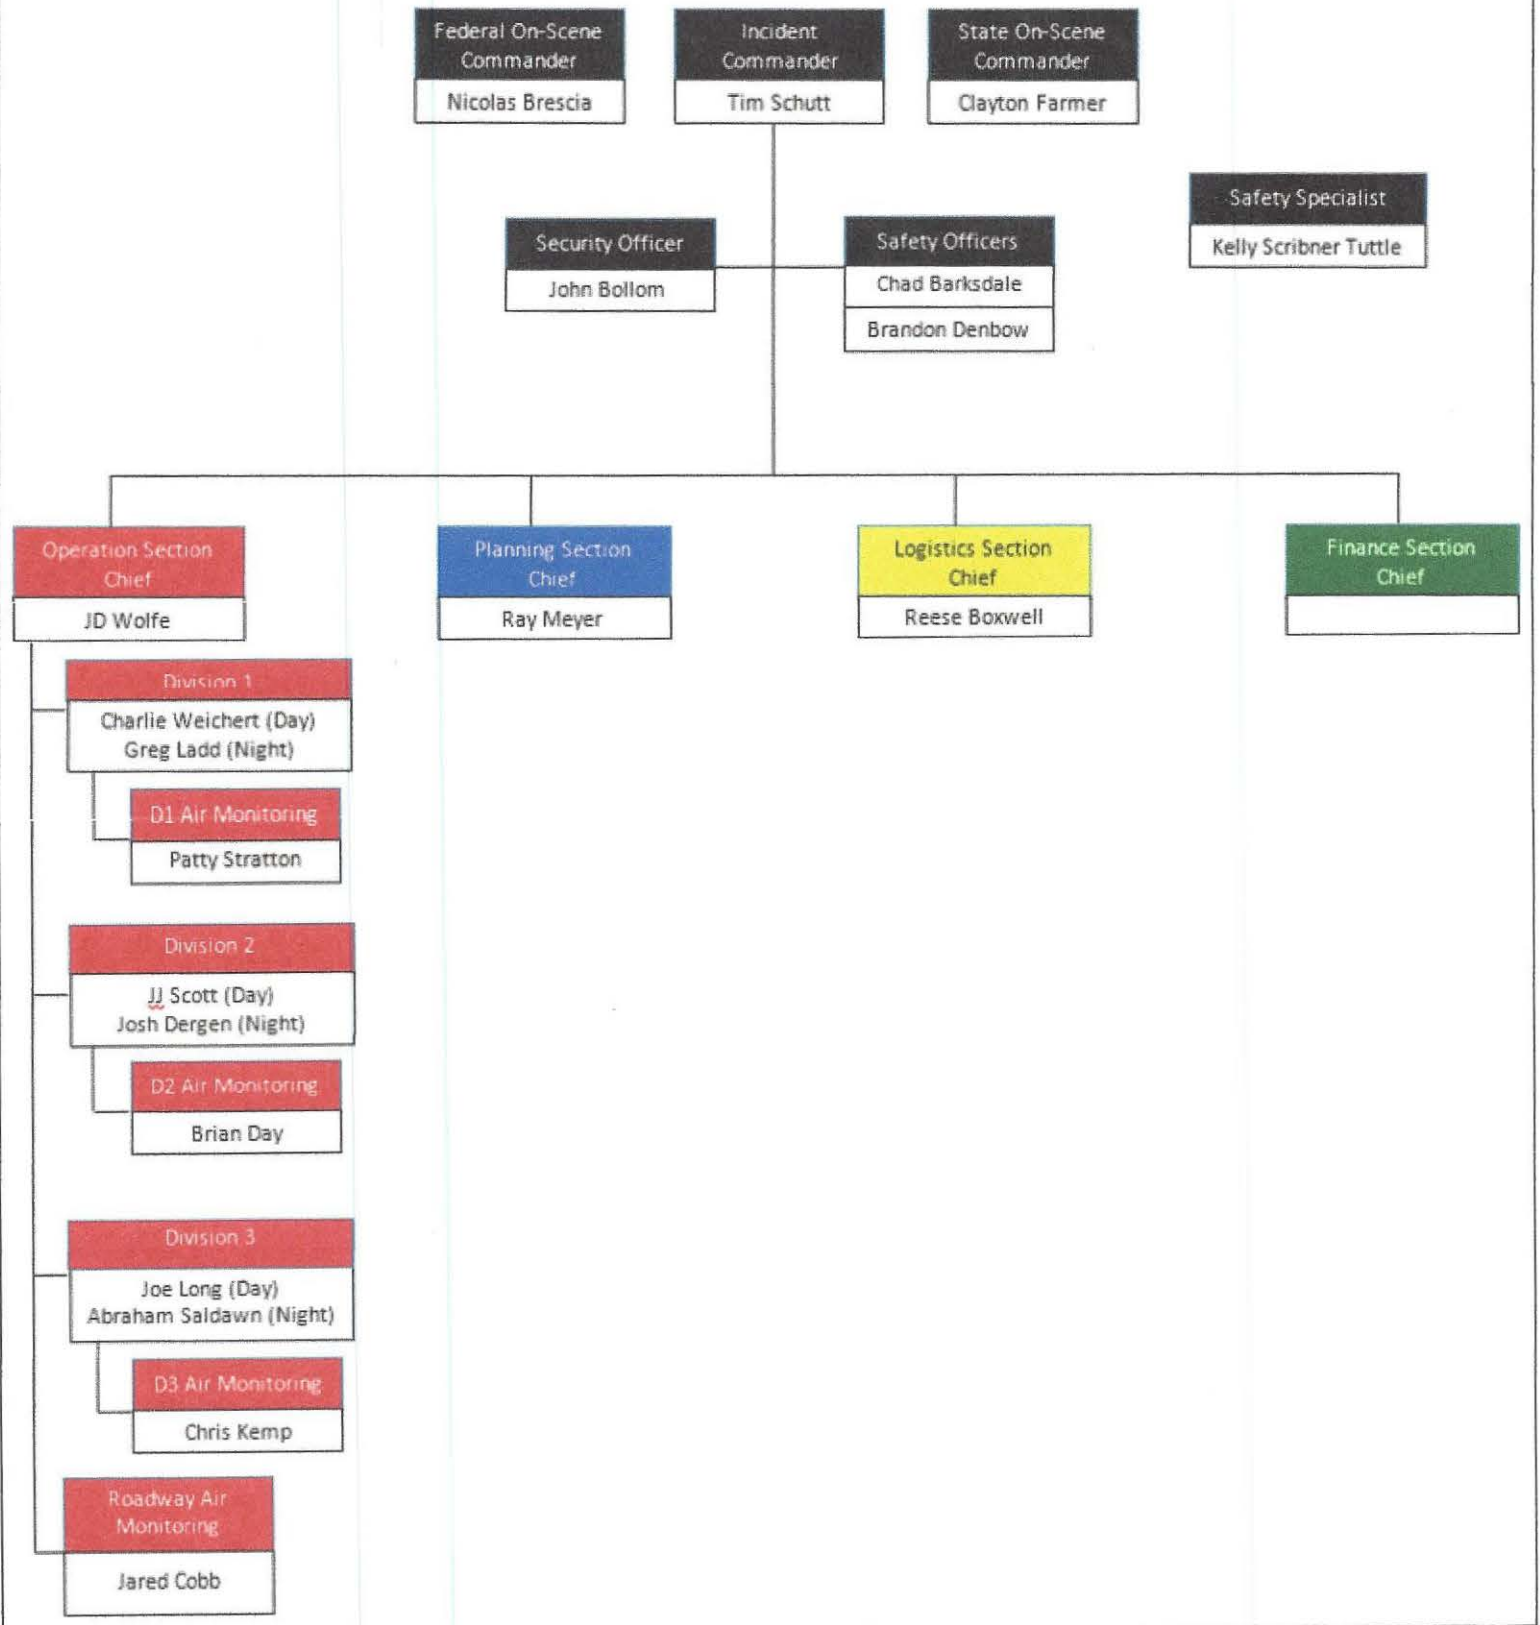 Federal On-Scene
Commander
Nicolas Brescia
Incident
Commander
Tim Schutt
State On-Scene
Commander
Clayton Farmer
Safety Specialist
Kelly Scribner Tuttle
Security Officer
John Bollom
Safety Officers
Chad Barksdale
Brandon Denbow
Operation Section
Chief
JD Wolfe
Planning Section
Chief
Ray Meyer
Logistics Section
Chief
Reese Boxwell
Finance Section
Chief
Division 1
Charlie Weichert (Day)
Greg Ladd (Night)
D1 Air Monitoring
Patty Stratton
Division 2
JJ Scott (Day)
Josh Dergen (Night)
D2 Air Monitoring
Brian Day
Division 3
Joe Long (Day)
Abraham Saldawn (Night)
D3 Air Monitoring
Chris Kemp
Roadway Air
Monitoring
Jared Cobb